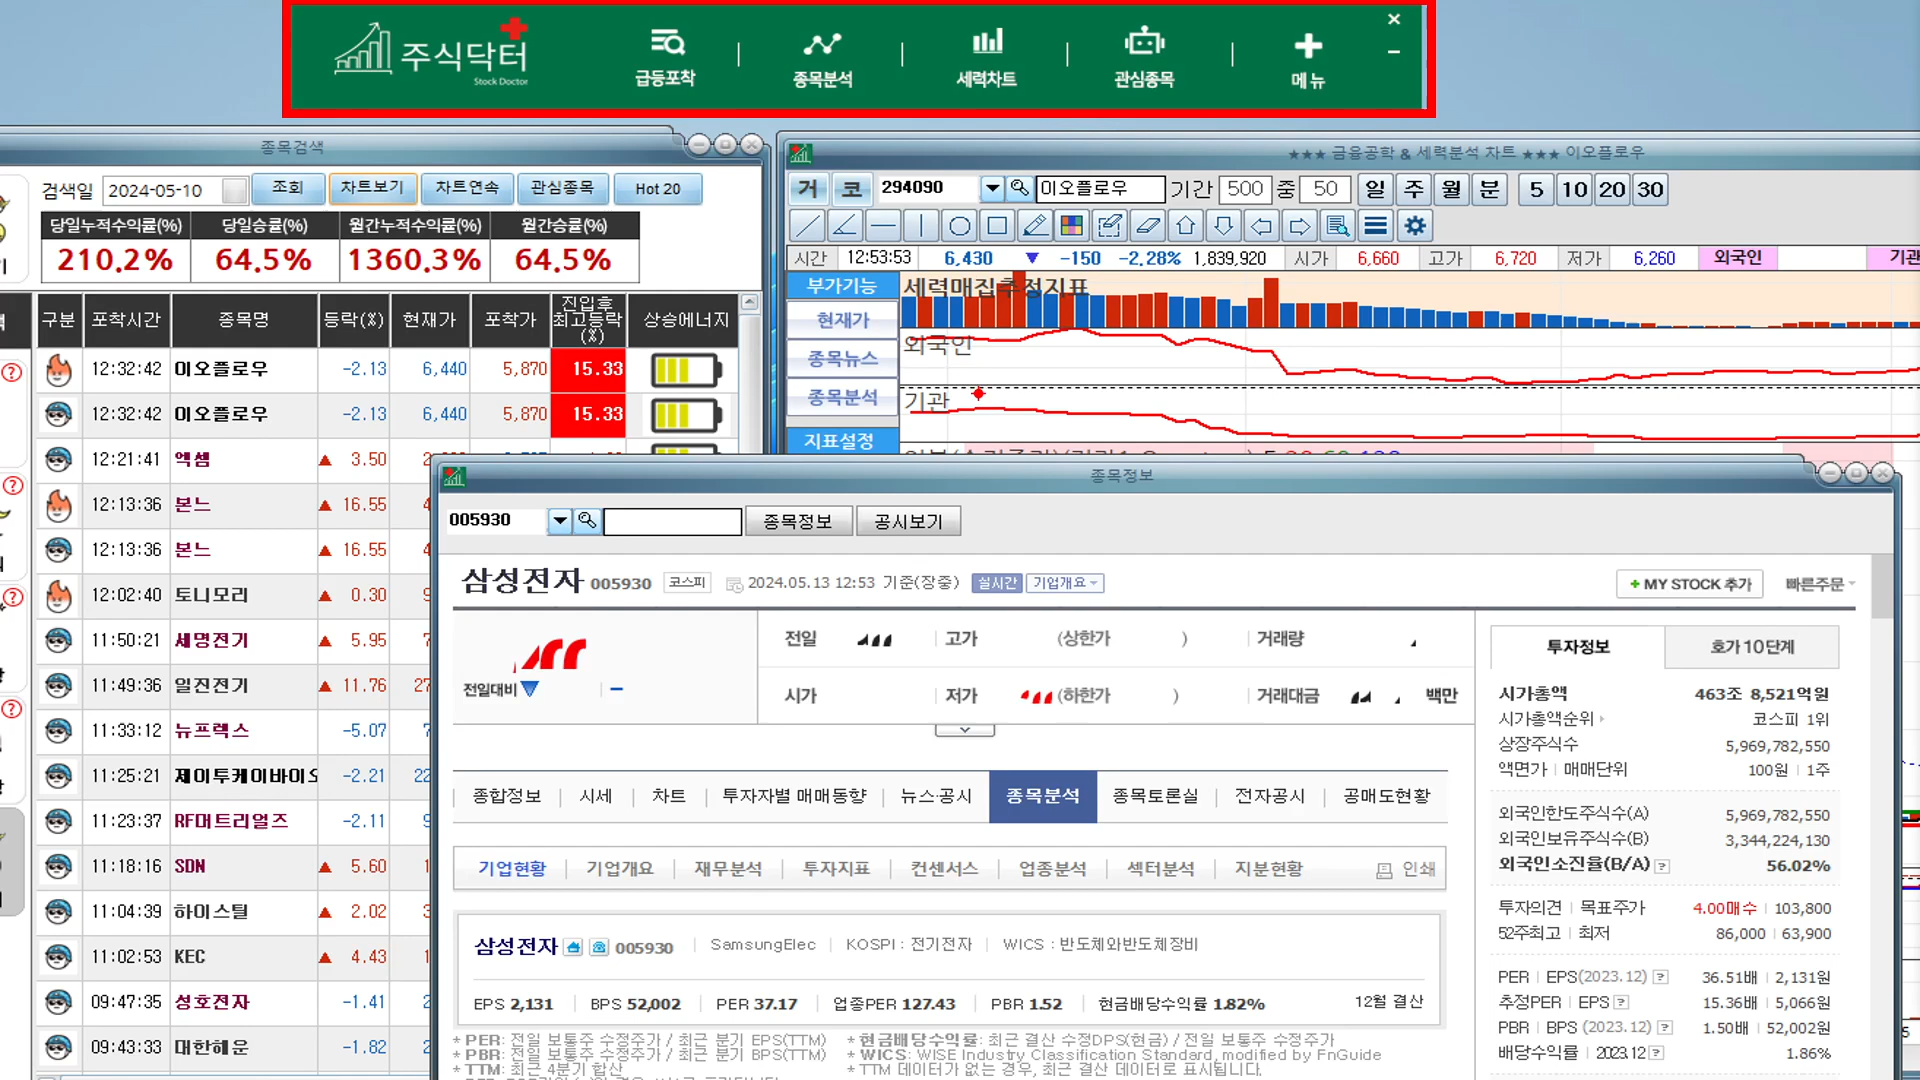 주식닥터
Stock Doctor
급등포착
종목분석
세력차트
관심종목
메뉴
종목검색
검색일 2024-05-10 조회 차트보기 차트연속 관심종목 Hot 20
당일누적수익률(%) 당일승률(%) 월간누적수익률(%) 월간승률(%)
210.2% 64.5% 1360.3% 64.5%
구분 포착시간 종목명 등락(%) 현재가 포착가 진입후 최고등락 (%) 상승에너지
12:32:42 이오플로우 -2.13 6,440 5,870 15.33
12:32:42 이오플로우 -2.13 6,440 5,870 15.33
12:21:41 엑셈 ▲ 3.50
12:13:36 본느 ▲ 16.55
12:13:36 본느 ▲ 16.55
12:02:40 토니모리 ▲ 0.30
11:50:21 세명전기 ▲ 5.95
11:49:36 일진전기 ▲ 11.76
11:33:12 뉴프렉스 -5.07
11:25:21 제이투케이바이오 -2.21
11:23:37 RF머트리얼즈 -2.11
11:18:16 SDN ▲ 5.60
11:04:39 하이스틸 ▲ 2.02
11:02:53 KEC ▲ 4.43
09:47:35 성호전자 -1.41
09:43:33 대한해운 -1.82
★★★ 금융공학 & 세력분석 차트 ★★★ 이오플로우
거 코 294090 이오플로우 기간 500 중 50 일 주 월 분 5 10 20 30
시간 12:53:53 6,430 ▼ -150 -2.28% 1,839,920 시가 6,660 고가 6,720 저가 6,260 외국인 기관
부가기능
현재가
종목뉴스
종목분석
지표설정
세력매집추정지표
외국인
기관
종목정보
005930 종목정보 공시보기
삼성전자 005930 코스피 2024.05.13 12:53 기준(장중) 실시간 기업개요
+ MY STOCK 추가 빠른주문
전일 고가 (상한가 ) 거래량
전일대비 ▼
시가 저가 (하한가 ) 거래대금 백만
종합정보 시세 차트 투자자별 매매동향 뉴스·공시 종목분석 종목토론실 전자공시 공매도현황
기업현황 기업개요 재무분석 투자지표 컨센서스 업종분석 섹터분석 지분현황 인쇄
삼성전자 005930 SamsungElec KOSPI : 전기전자 WICS : 반도체와반도체장비
EPS 2,131 BPS 52,002 PER 37.17 업종PER 127.43 PBR 1.52 현금배당수익률 1.82% 12월 결산
* PER: 전일 보통주 수정주가 / 최근 분기 EPS(TTM) * 현금배당수익률: 최근 결산 수정DPS(현금) / 전일 보통주 수정주가
* PBR: 전일 보통주 수정주가 / 최근 분기 BPS(TTM) * WICS: WISE Industry Classification Standard, modified by FnGuide
* TTM: 최근 4분기 합산 * TTM 데이터가 없는 경우, 최근 결산 데이터로 표시됩니다.
투자정보 호가 10단계
시가총액 463조 8,521억원
시가총액순위 코스피 1위
상장주식수 5,969,782,550
액면가 | 매매단위 100원 | 1주
외국인한도주식수(A) 5,969,782,550
외국인보유주식수(B) 3,344,224,130
외국인소진율(B/A) ? 56.02%
투자의견 | 목표주가 4.00매수 | 103,800
52주최고 | 최저 86,000 | 63,900
PER | EPS(2023.12) ? 36.51배 | 2,131원
추정PER | EPS ? 15.36배 | 5,066원
PBR | BPS (2023.12) ? 1.50배 | 52,002원
배당수익률 | 2023.12 ? 1.86%